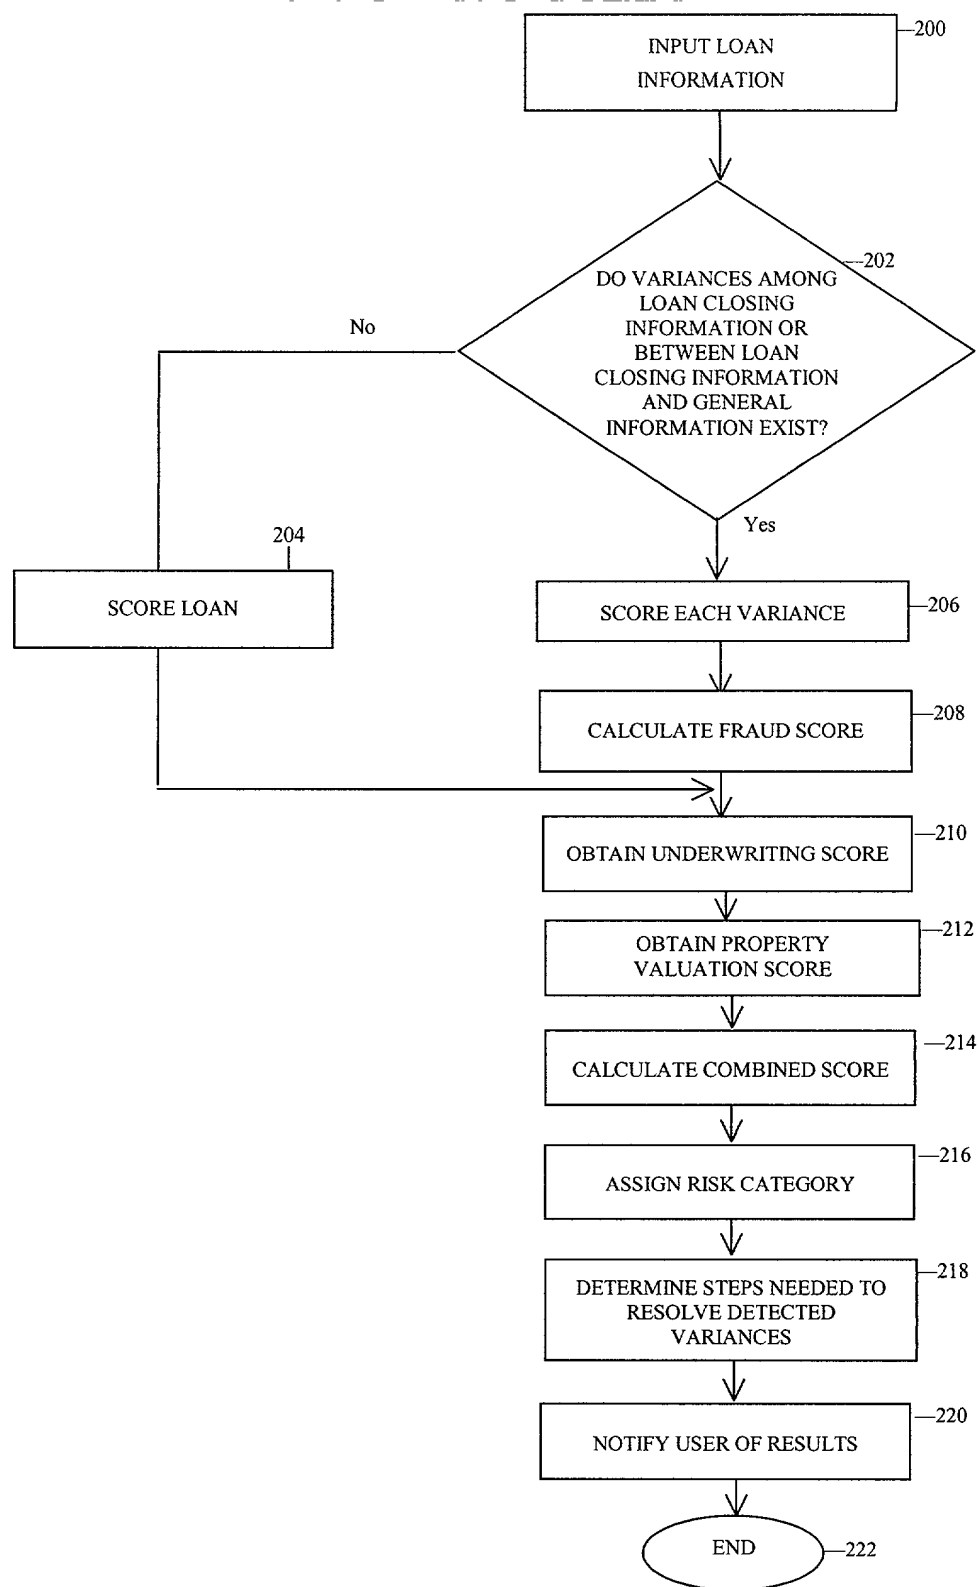 200
INPUT LOAN
INFORMATION
202
DO VARIANCES AMONG
LOAN CLOSING
INFORMATION OR
BETWEEN LOAN
CLOSING INFORMATION
AND GENERAL
INFORMATION EXIST?
No
Yes
204
SCORE LOAN
206
SCORE EACH VARIANCE
208
CALCULATE FRAUD SCORE
210
OBTAIN UNDERWRITING SCORE
212
OBTAIN PROPERTY
VALUATION SCORE
214
CALCULATE COMBINED SCORE
216
ASSIGN RISK CATEGORY
218
DETERMINE STEPS NEEDED TO
RESOLVE DETECTED
VARIANCES
220
NOTIFY USER OF RESULTS
END
222